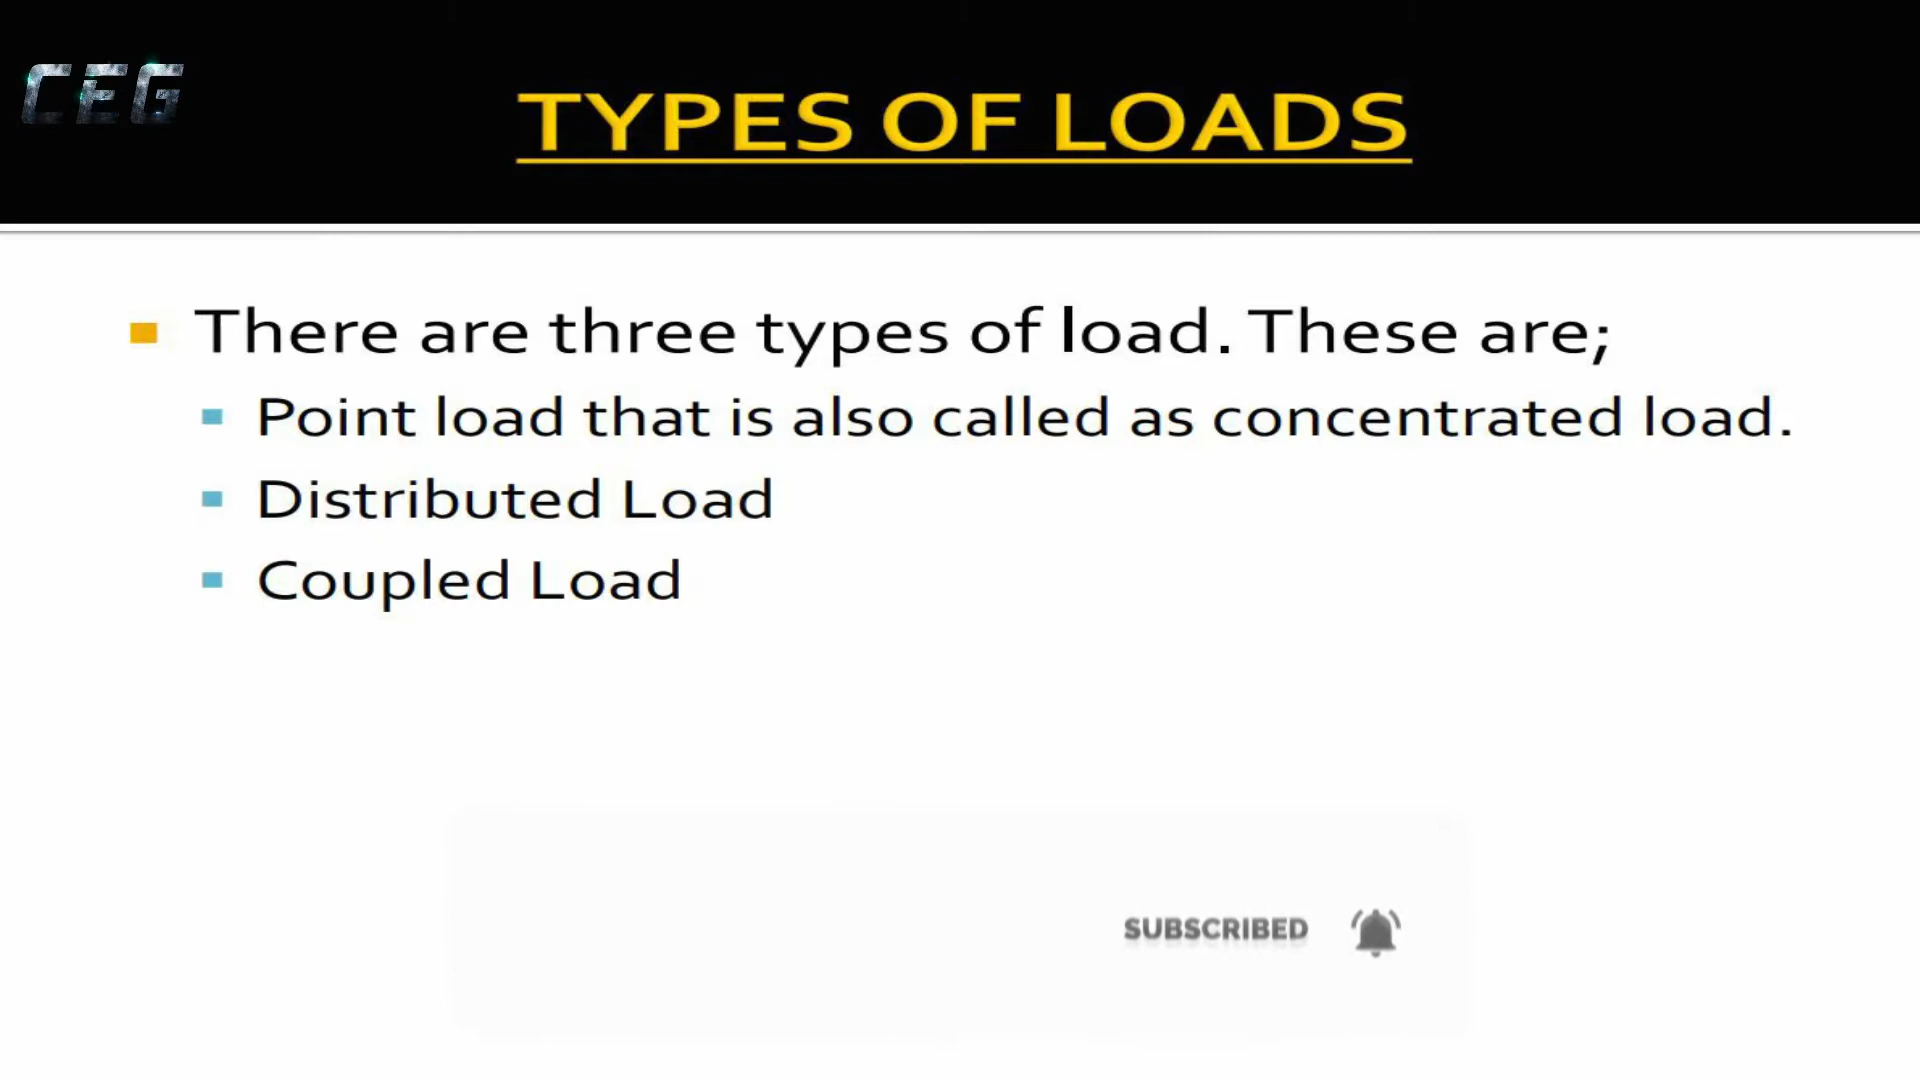 CEG
TYPES OF LOADS
There are three types of load. These are;
Point load that is also called as concentrated load.
Distributed Load
Coupled Load
SUBSCRIBED